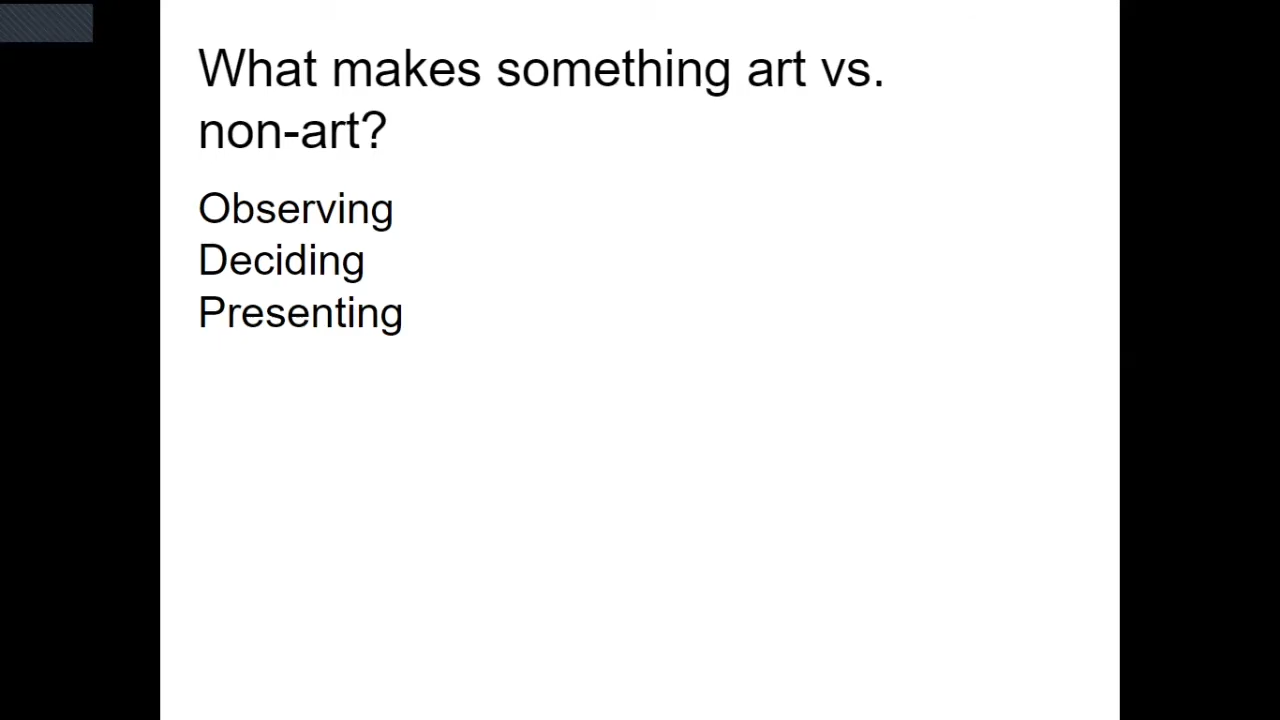 What makes something art vs.
non-art?
Observing
Deciding
Presenting